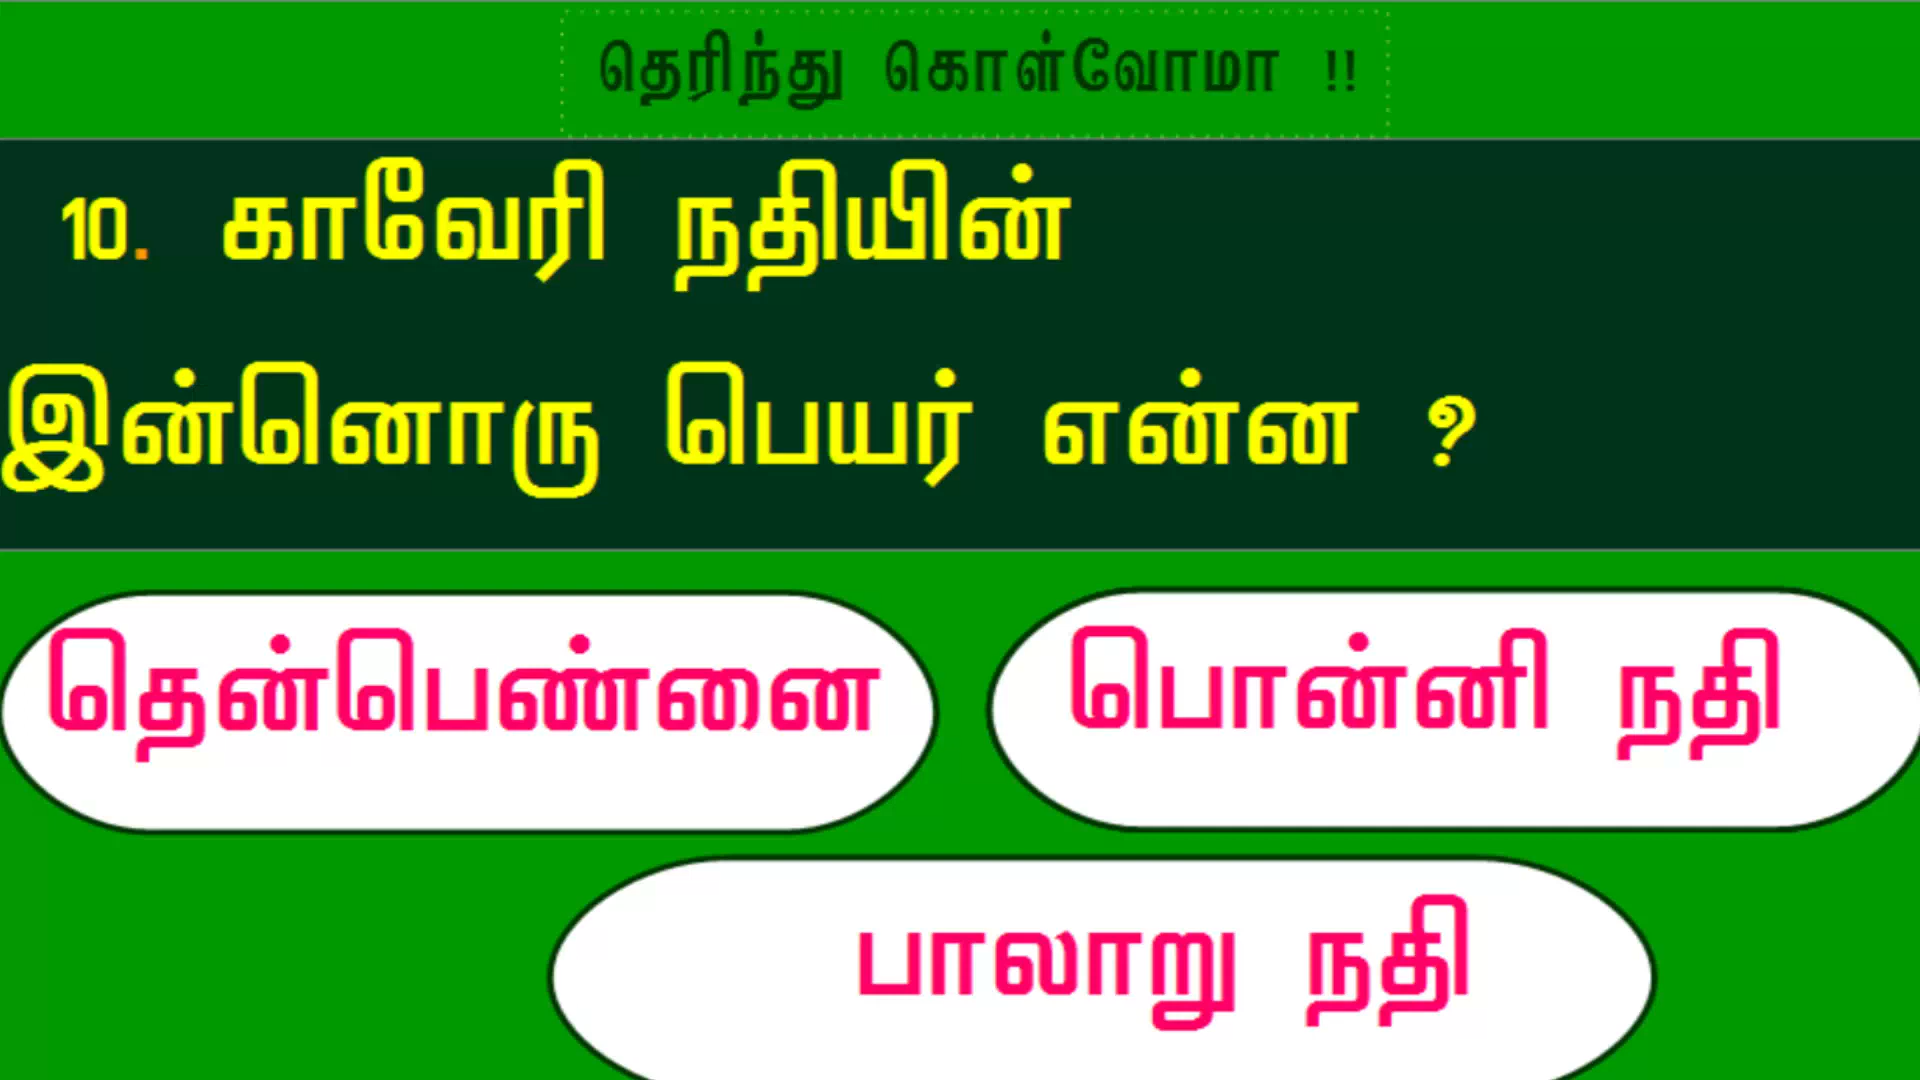 தெரிந்து கொள்வோமா !!
10. காவேரி நதியின்
இன்னொரு பெயர் என்ன ?
தென்பெண்னை
பொன்னி நதி
பாலாறு நதி